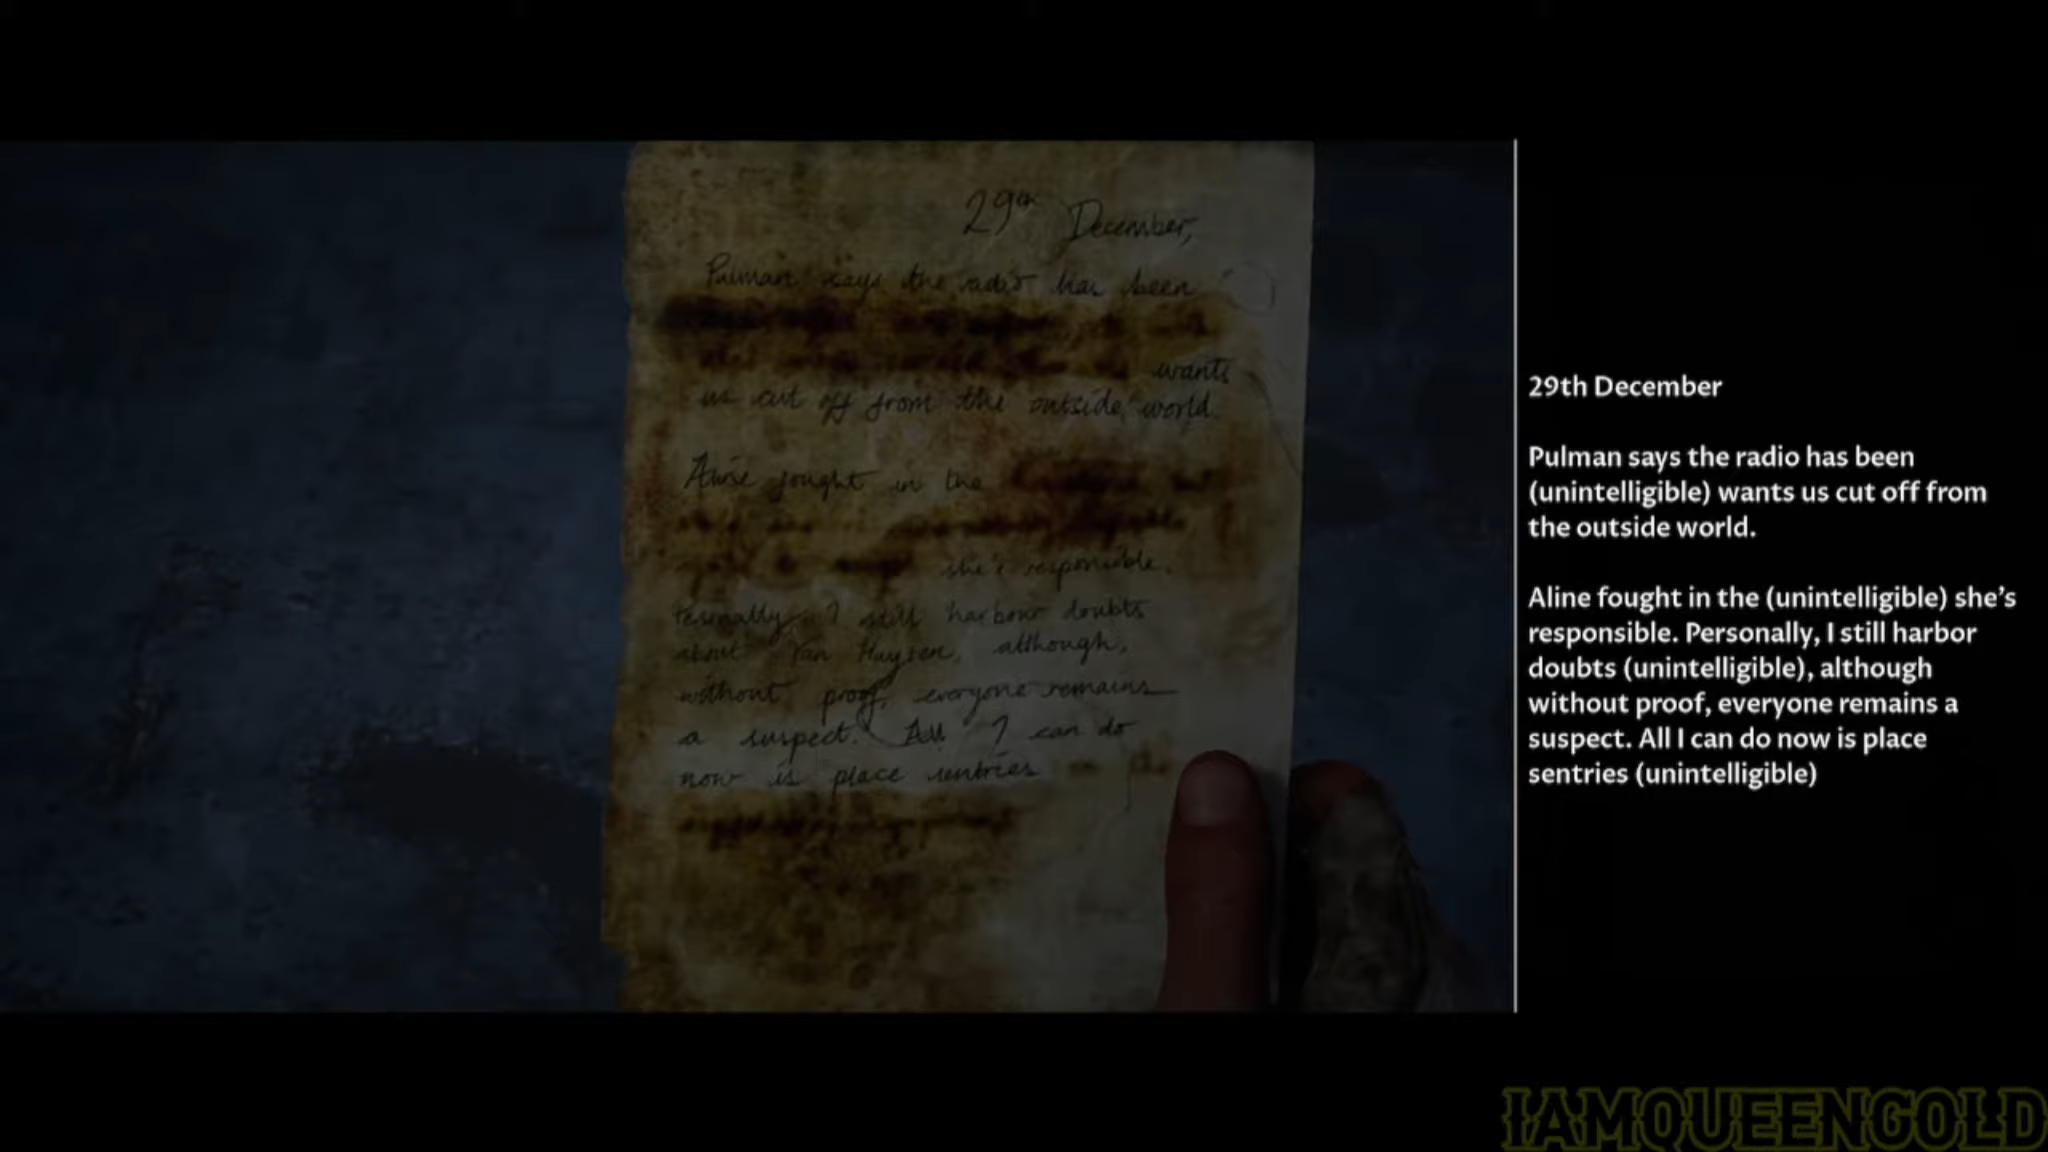 29th December,
Pulman says the radio has been
wants
us cut off from the outside world.
Aline fought in the
she's responsible.
Personally I still harbour doubts
about Van Huyten, although,
without proof, everyone remains
a suspect. All I can do
now is place sentries on the
29th December
Pulman says the radio has been
(unintelligible) wants us cut off from
the outside world.
Aline fought in the (unintelligible) she's
responsible. Personally, I still harbor
doubts (unintelligible), although
without proof, everyone remains a
suspect. All I can do now is place
sentries (unintelligible)
IAMQUEENGOLD